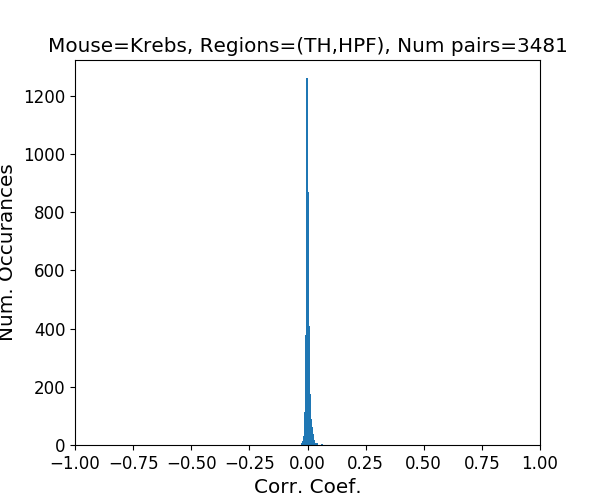 Mouse=Krebs, Regions=(TH,HPF), Num pairs=3481
1200
1000
800
600
400
200
0
Num. Occurances
−1.00 −0.75 −0.50 −0.25 0.00 0.25 0.50 0.75 1.00
Corr. Coef.